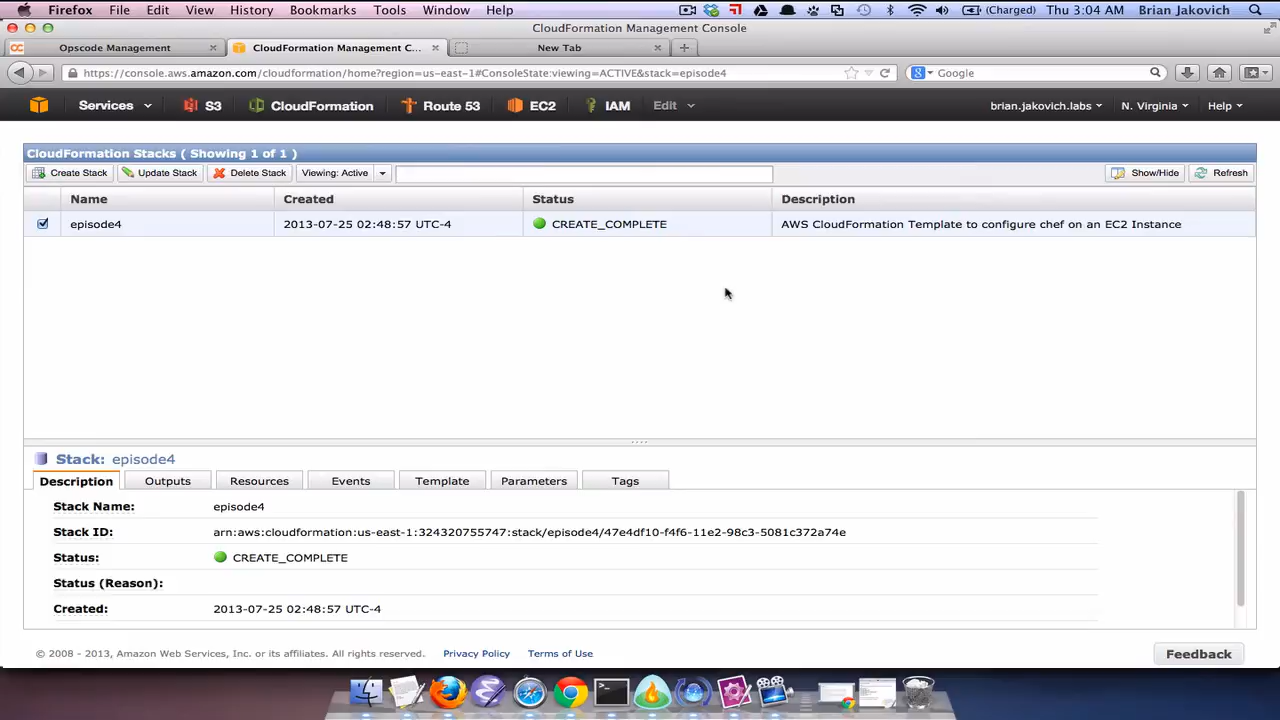 Firefox File Edit View History Bookmarks Tools Window Help (Charged) Thu 3:04 AM Brian Jakovich
CloudFormation Management Console
Opscode Management CloudFormation Management C... New Tab
https://console.aws.amazon.com/cloudformation/home?region=us-east-1#ConsoleState:viewing=ACTIVE&stack=episode4 Google
Services S3 CloudFormation Route 53 EC2 IAM Edit brian.jakovich.labs N. Virginia Help
CloudFormation Stacks ( Showing 1 of 1 )
Create Stack Update Stack Delete Stack Viewing: Active Show/Hide Refresh
Name Created Status Description
episode4 2013-07-25 02:48:57 UTC-4 CREATE_COMPLETE AWS CloudFormation Template to configure chef on an EC2 Instance
Stack: episode4
Description Outputs Resources Events Template Parameters Tags
Stack Name: episode4
Stack ID: arn:aws:cloudformation:us-east-1:324320755747:stack/episode4/47e4df10-f4f6-11e2-98c3-5081c372a74e
Status: CREATE_COMPLETE
Status (Reason):
Created: 2013-07-25 02:48:57 UTC-4
© 2008 - 2013, Amazon Web Services, Inc. or its affiliates. All rights reserved. Privacy Policy Terms of Use Feedback